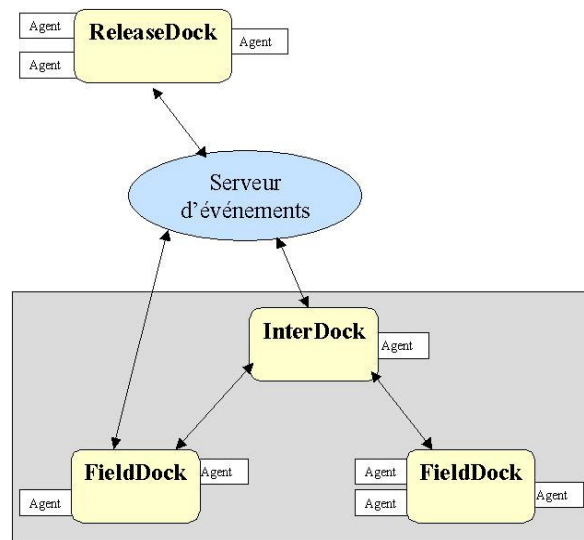 Agent
ReleaseDock
Agent
Agent
Serveur
d'événements
InterDock
Agent
FieldDock
Agent
Agent
Agent
FieldDock
Agent
Agent